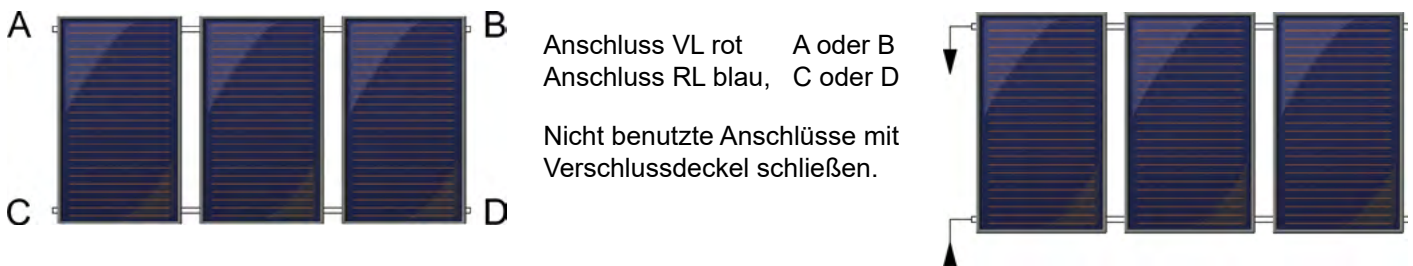 A
B
C
D
Anschluss VL rot A oder B
Anschluss RL blau, C oder D
Nicht benutzte Anschlüsse mit
Verschlussdeckel schließen.